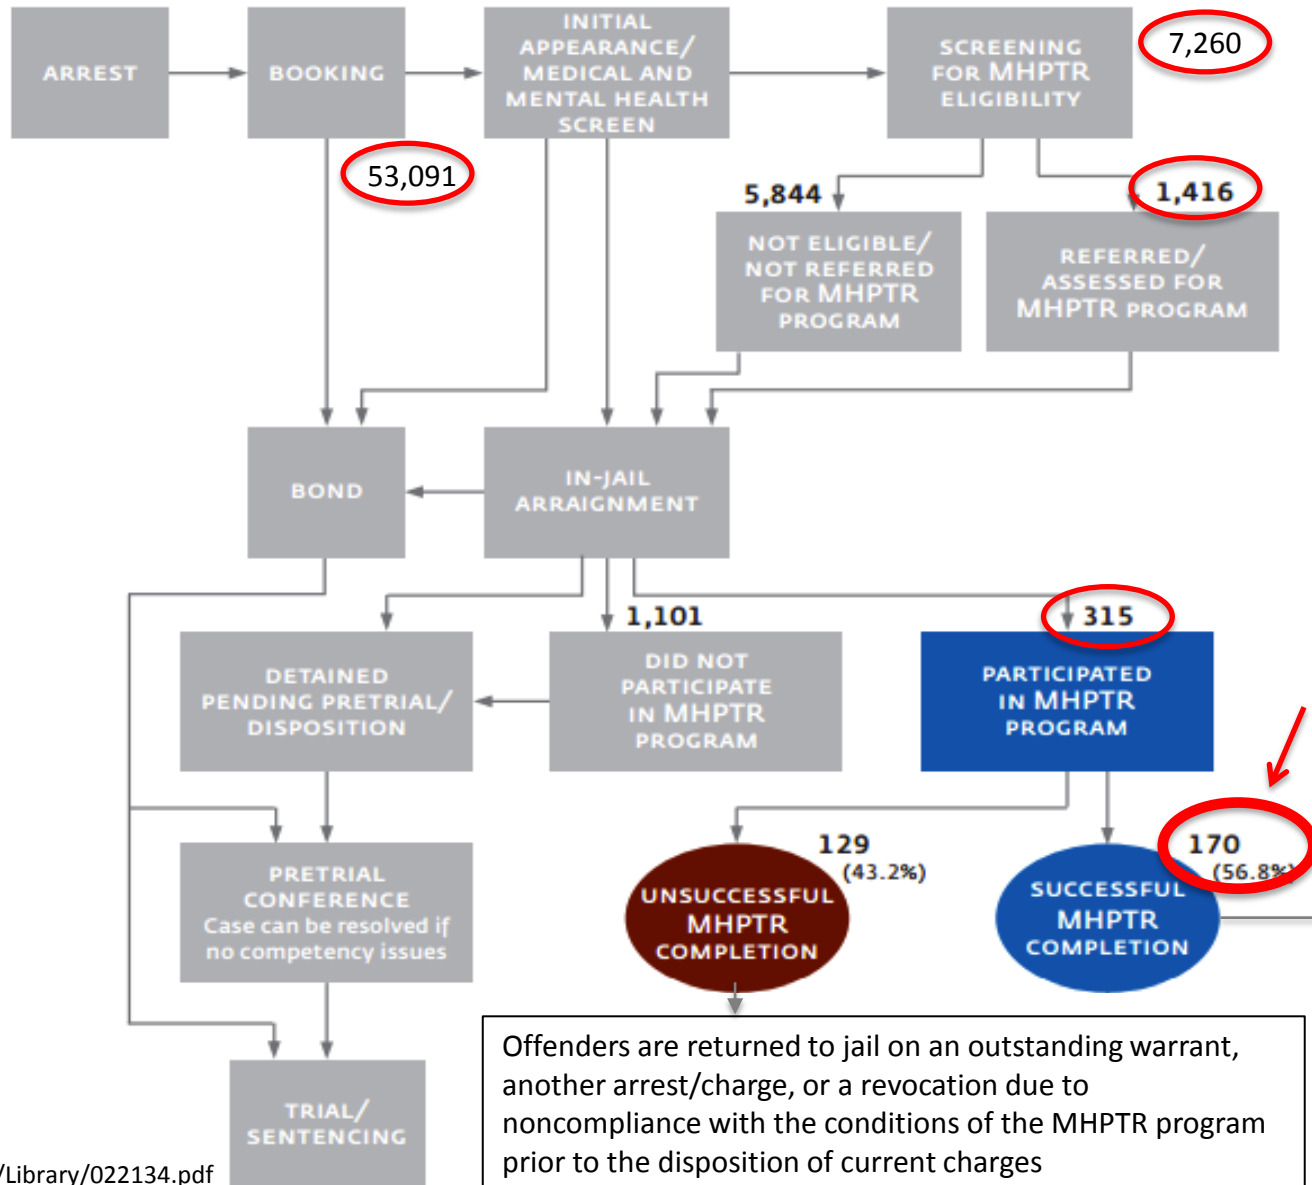 ARREST
BOOKING
INITIAL
APPEARANCE/
MEDICAL AND
MENTAL HEALTH
SCREEN
SCREENING
FOR MHPTR
ELIGIBILITY
7,260
53,091
5,844
1,416
NOT ELIGIBLE/
NOT REFERRED
FOR MHPTR
PROGRAM
REFERRED/
ASSESSED FOR
MHPTR PROGRAM
BOND
IN-JAIL
ARRAIGNMENT
1,101
315
DETAINED
PENDING PRETRIAL/
DISPOSITION
DID NOT
PARTICIPATE
IN MHPTR
PROGRAM
PARTICIPATED
IN MHPTR
PROGRAM
129
(43.2%)
170
(56.8%)
PRETRIAL
CONFERENCE
Case can be resolved if
no competency issues
UNSUCCESSFUL
MHPTR
COMPLETION
SUCCESSFUL
MHPTR
COMPLETION
Offenders are returned to jail on an outstanding warrant,
another arrest/charge, or a revocation due to
noncompliance with the conditions of the MHPTR program
prior to the disposition of current charges
TRIAL/
SENTENCING
/Library/022134.pdf